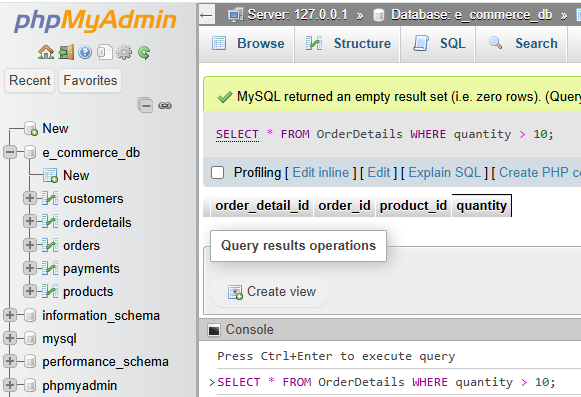 phpMyAdmin
Recent Favorites
New
e_commerce_db
New
customers
orderdetails
orders
payments
products
information_schema
mysql
performance_schema
phpmyadmin
Server: 127.0.0.1 » Database: e_commerce_db »
Browse Structure SQL Search
MySQL returned an empty result set (i.e. zero rows). (Query
SELECT * FROM OrderDetails WHERE quantity > 10;
Profiling [ Edit inline ] [ Edit ] [ Explain SQL ] [ Create PHP co
order_detail_id order_id product_id quantity
Query results operations
Create view
Console
Press Ctrl+Enter to execute query
>SELECT * FROM OrderDetails WHERE quantity > 10;